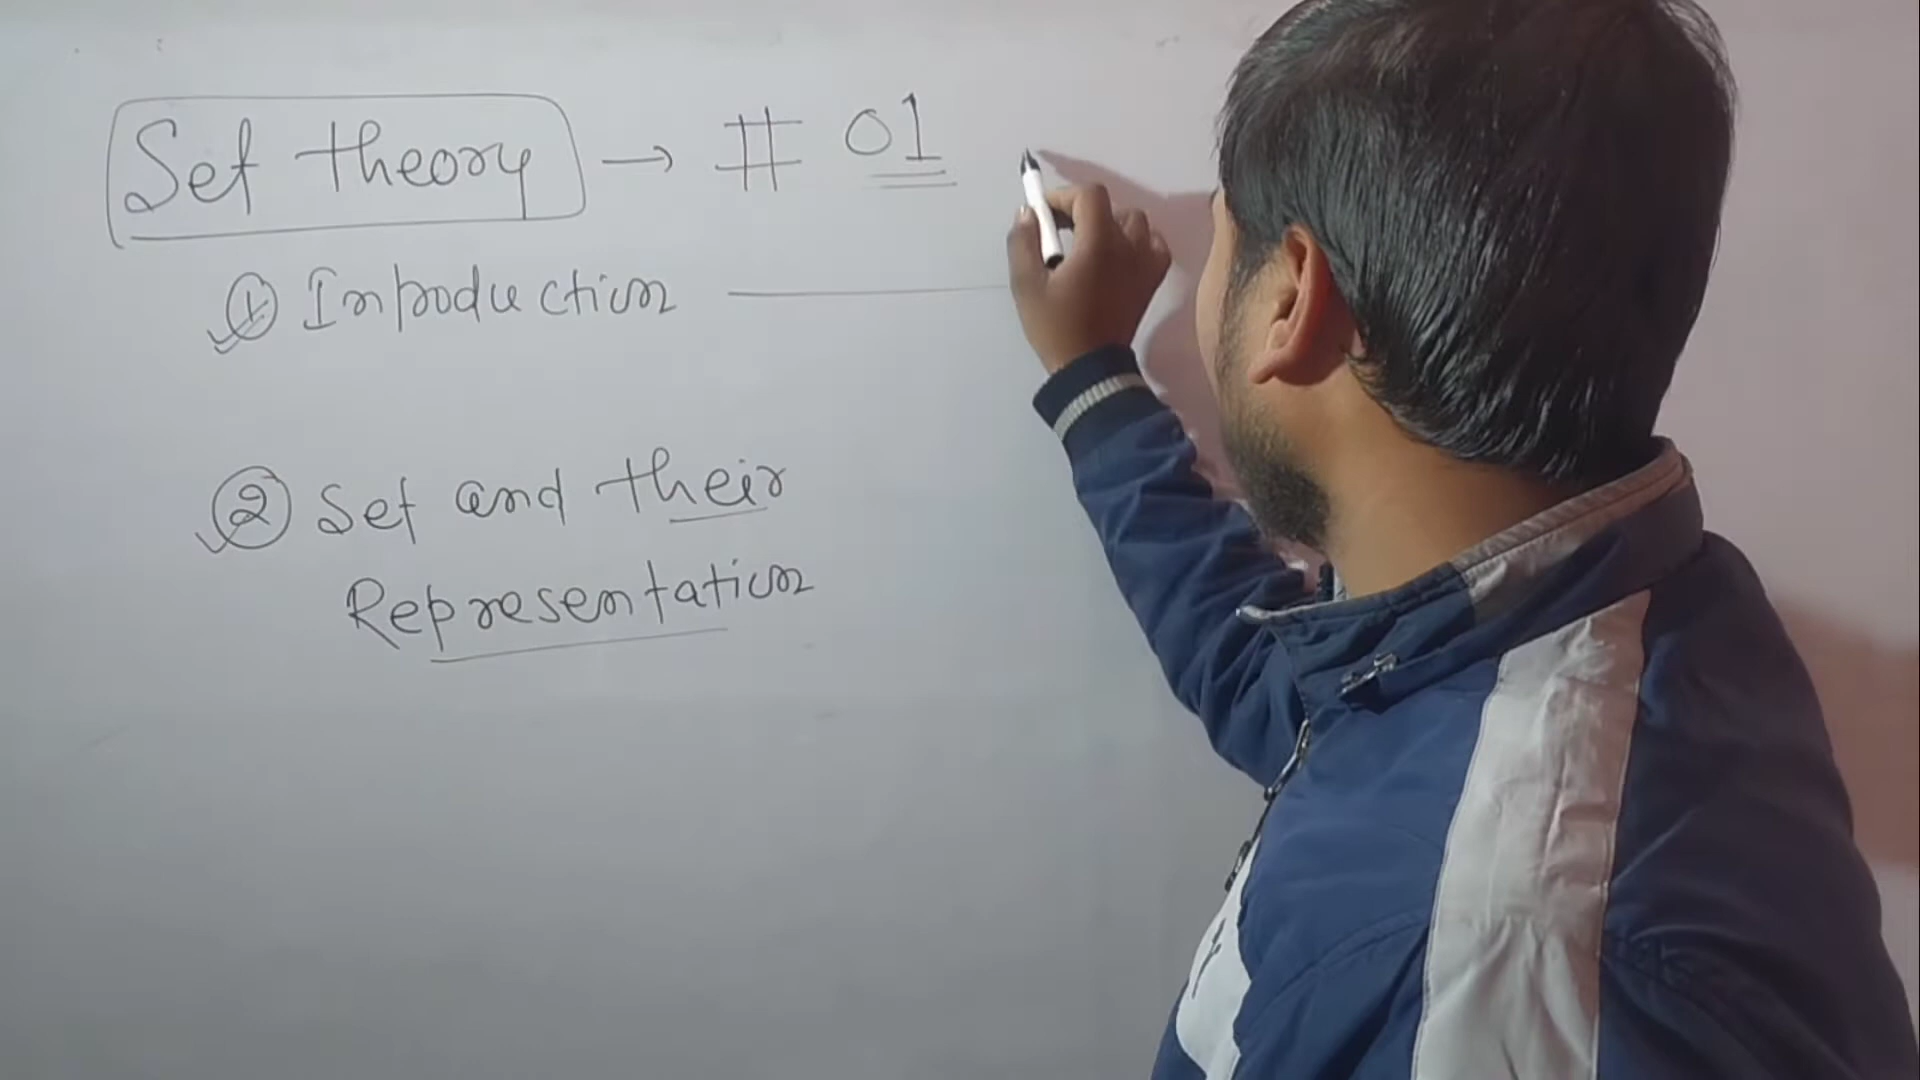 Set theory → # 01
① Introduction
② Set and their
Representation